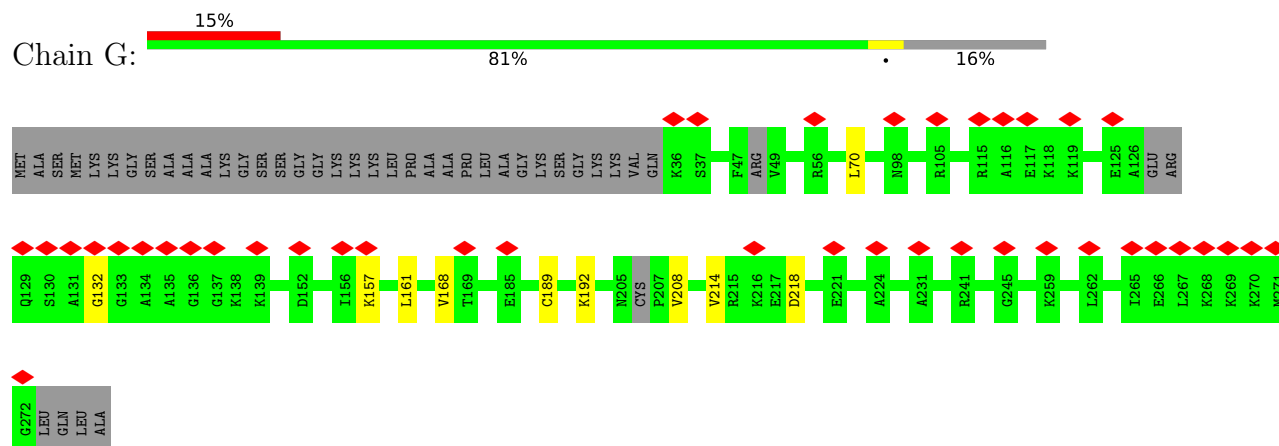 15%
Chain G:
81%
•
16%
MET ALA SER MET LYS LYS GLY SER ALA ALA ALA LYS GLY SER SER GLY GLY LYS LYS LYS LEU PRO ALA ALA PRO LEU ALA GLY LYS SER GLY LYS LYS VAL GLN K36 S37 F47 ARG V49 R56 L70 N98 R105 R115 A116 E117 K118 K119 E125 A126 GLU ARG
Q129 S130 A131 G132 G133 A134 A135 G136 G137 K138 K139 D152 I156 K157 L161 V168 T169 E185 C189 K192 N205 CYS P207 V208 V214 R215 K216 E217 D218 E221 A224 A231 R241 G245 K259 L262 I265 E266 L267 K268 K269 K270 M271
G272 LEU GLN LEU ALA